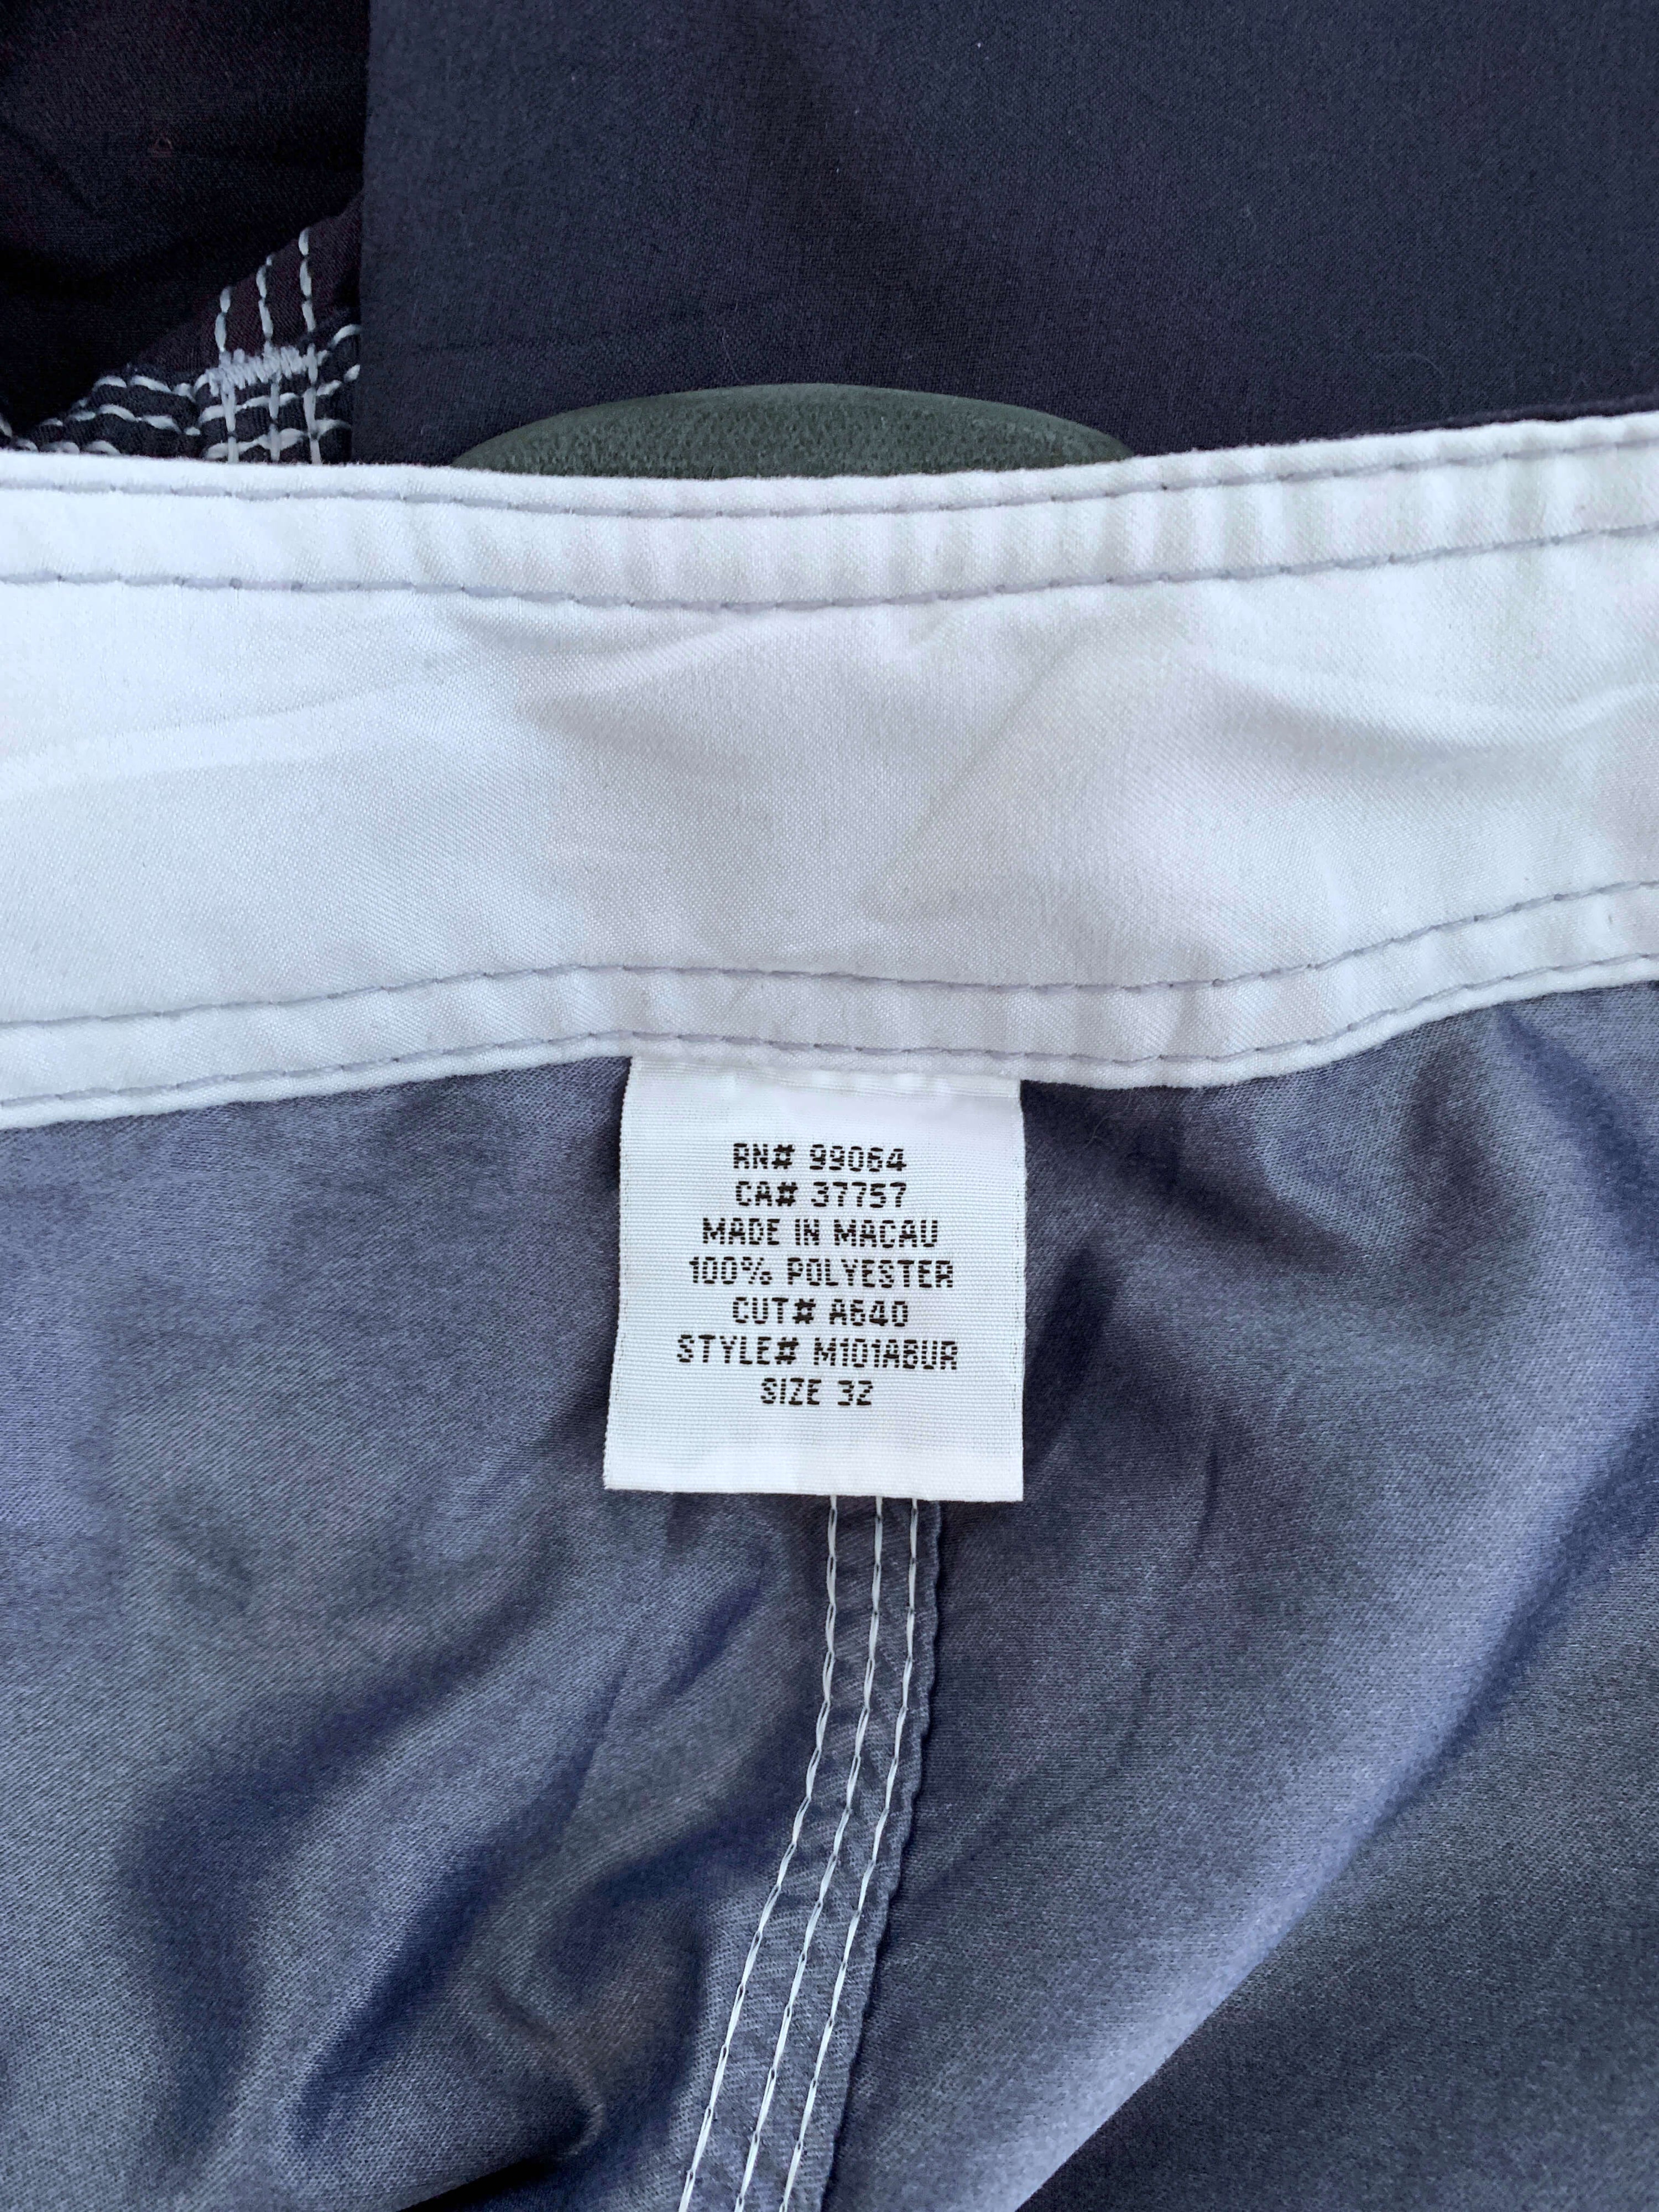 RN# 99064
CA# 37757
MADE IN MACAU
100% POLYESTER
CUT# A640
STYLE# M101ABUR
SIZE 32